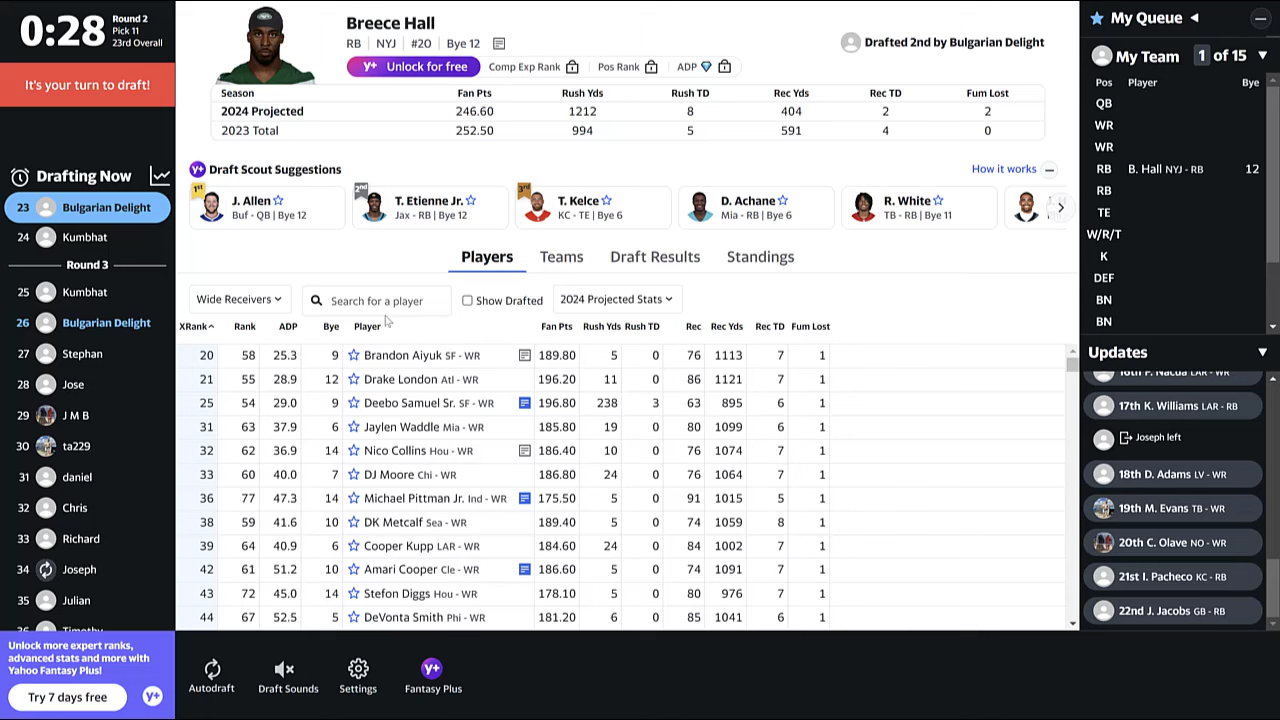 0:28
Round 2
Pick 11
23rd Overall
It's your turn to draft!
Drafting Now
23 Bulgarian Delight
24 Kumbhat
Round 3
25 Kumbhat
26 Bulgarian Delight
27 Stephan
28 Jose
29 J M B
30 ta229
31 daniel
32 Chris
33 Richard
34 Joseph
35 Julian
36 Timothy
Unlock more expert ranks,
advanced stats and more with
Yahoo Fantasy Plus!
Try 7 days free
y+
Breece Hall
RB | NYJ | #20 | Bye 12
y+ Unlock for free Comp Exp Rank Pos Rank ADP
Drafted 2nd by Bulgarian Delight
Season Fan Pts Rush Yds Rush TD Rec Yds Rec TD Fum Lost
2024 Projected 246.60 1212 8 404 2 2
2023 Total 252.50 994 5 591 4 0
y+ Draft Scout Suggestions
How it works
1st J. Allen
Buf - QB | Bye 12
2nd T. Etienne Jr.
Jax - RB | Bye 12
3rd T. Kelce
KC - TE | Bye 6
D. Achane
Mia - RB | Bye 6
R. White
TB - RB | Bye 11
Players Teams Draft Results Standings
Wide Receivers Search for a player Show Drafted 2024 Projected Stats
XRank Rank ADP Bye Player Fan Pts Rush Yds Rush TD Rec Rec Yds Rec TD Fum Lost
20 58 25.3 9 Brandon Aiyuk SF - WR 189.80 5 0 76 1113 7 1
21 55 28.9 12 Drake London Atl - WR 196.20 11 0 86 1121 7 1
25 54 29.0 9 Deebo Samuel Sr. SF - WR 196.80 238 3 63 895 6 1
31 63 37.9 6 Jaylen Waddle Mia - WR 185.80 19 0 80 1099 6 1
32 62 36.9 14 Nico Collins Hou - WR 186.40 10 0 76 1074 7 1
33 60 40.0 7 DJ Moore Chi - WR 186.80 24 0 76 1064 7 1
36 77 47.3 14 Michael Pittman Jr. Ind - WR 175.50 5 0 91 1015 5 1
38 59 41.6 10 DK Metcalf Sea - WR 189.40 5 0 74 1059 8 1
39 64 40.9 6 Cooper Kupp LAR - WR 184.60 24 0 84 1002 7 1
42 61 51.2 10 Amari Cooper Cle - WR 186.60 5 0 74 1091 7 1
43 72 45.0 14 Stefon Diggs Hou - WR 178.10 5 0 80 976 7 1
44 67 52.5 5 DeVonta Smith Phi - WR 181.20 6 0 85 1041 6 1
Autodraft
Draft Sounds
Settings
y+
Fantasy Plus
My Queue
My Team 1 of 15
Pos Player Bye
QB
WR
WR
RB B. Hall NYJ - RB 12
RB
TE
W/R/T
K
DEF
BN
BN
Updates
16th P. Nacua LAR - WR
17th K. Williams LAR - RB
Joseph left
18th D. Adams LV - WR
19th M. Evans TB - WR
20th C. Olave NO - WR
21st I. Pacheco KC - RB
22nd J. Jacobs GB - RB